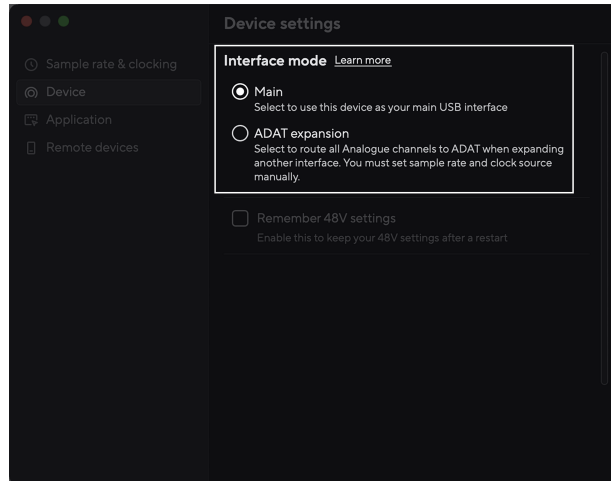 Device settings
Interface mode Learn more
Sample rate & clocking
Device
Application
Remote devices
Main
Select to use this device as your main USB interface
ADAT expansion
Select to route all Analogue channels to ADAT when expanding
another interface. You must set sample rate and clock source
manually.
Remember 48V settings
Enable this to keep your 48V settings after a restart